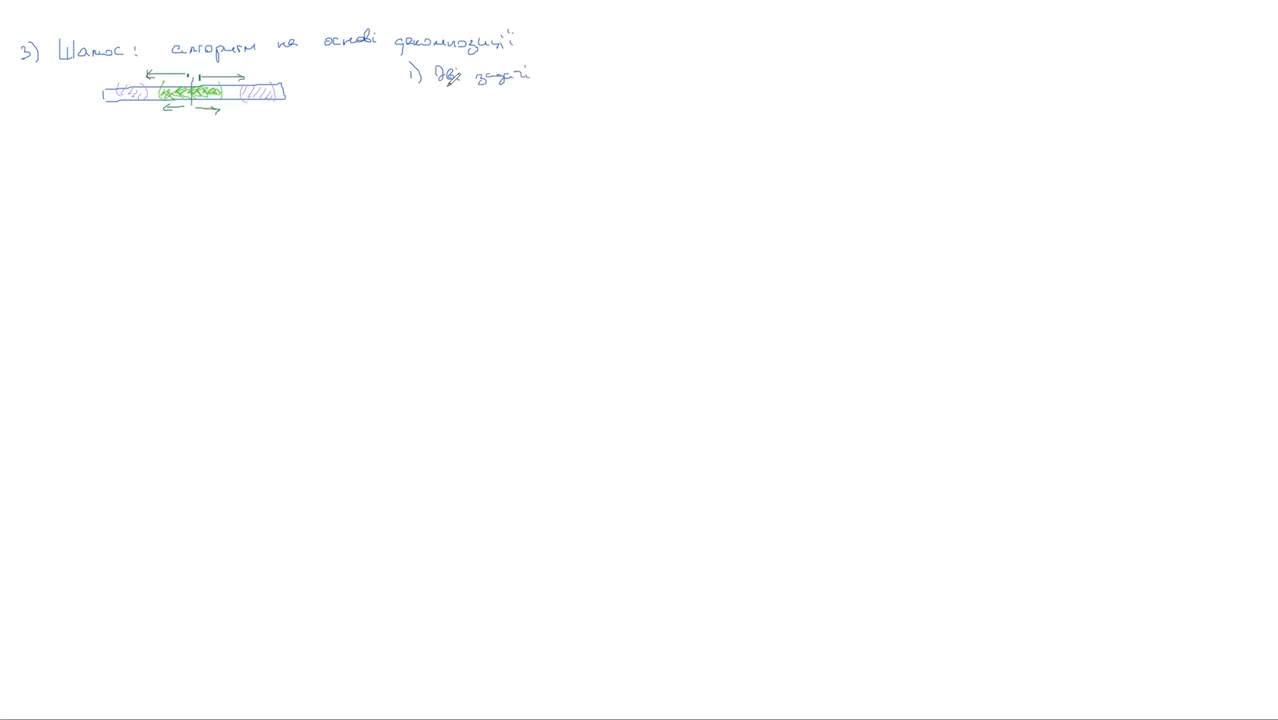 3) Шамос: алгоритм на основі декомпозиції
1) Дві задачі